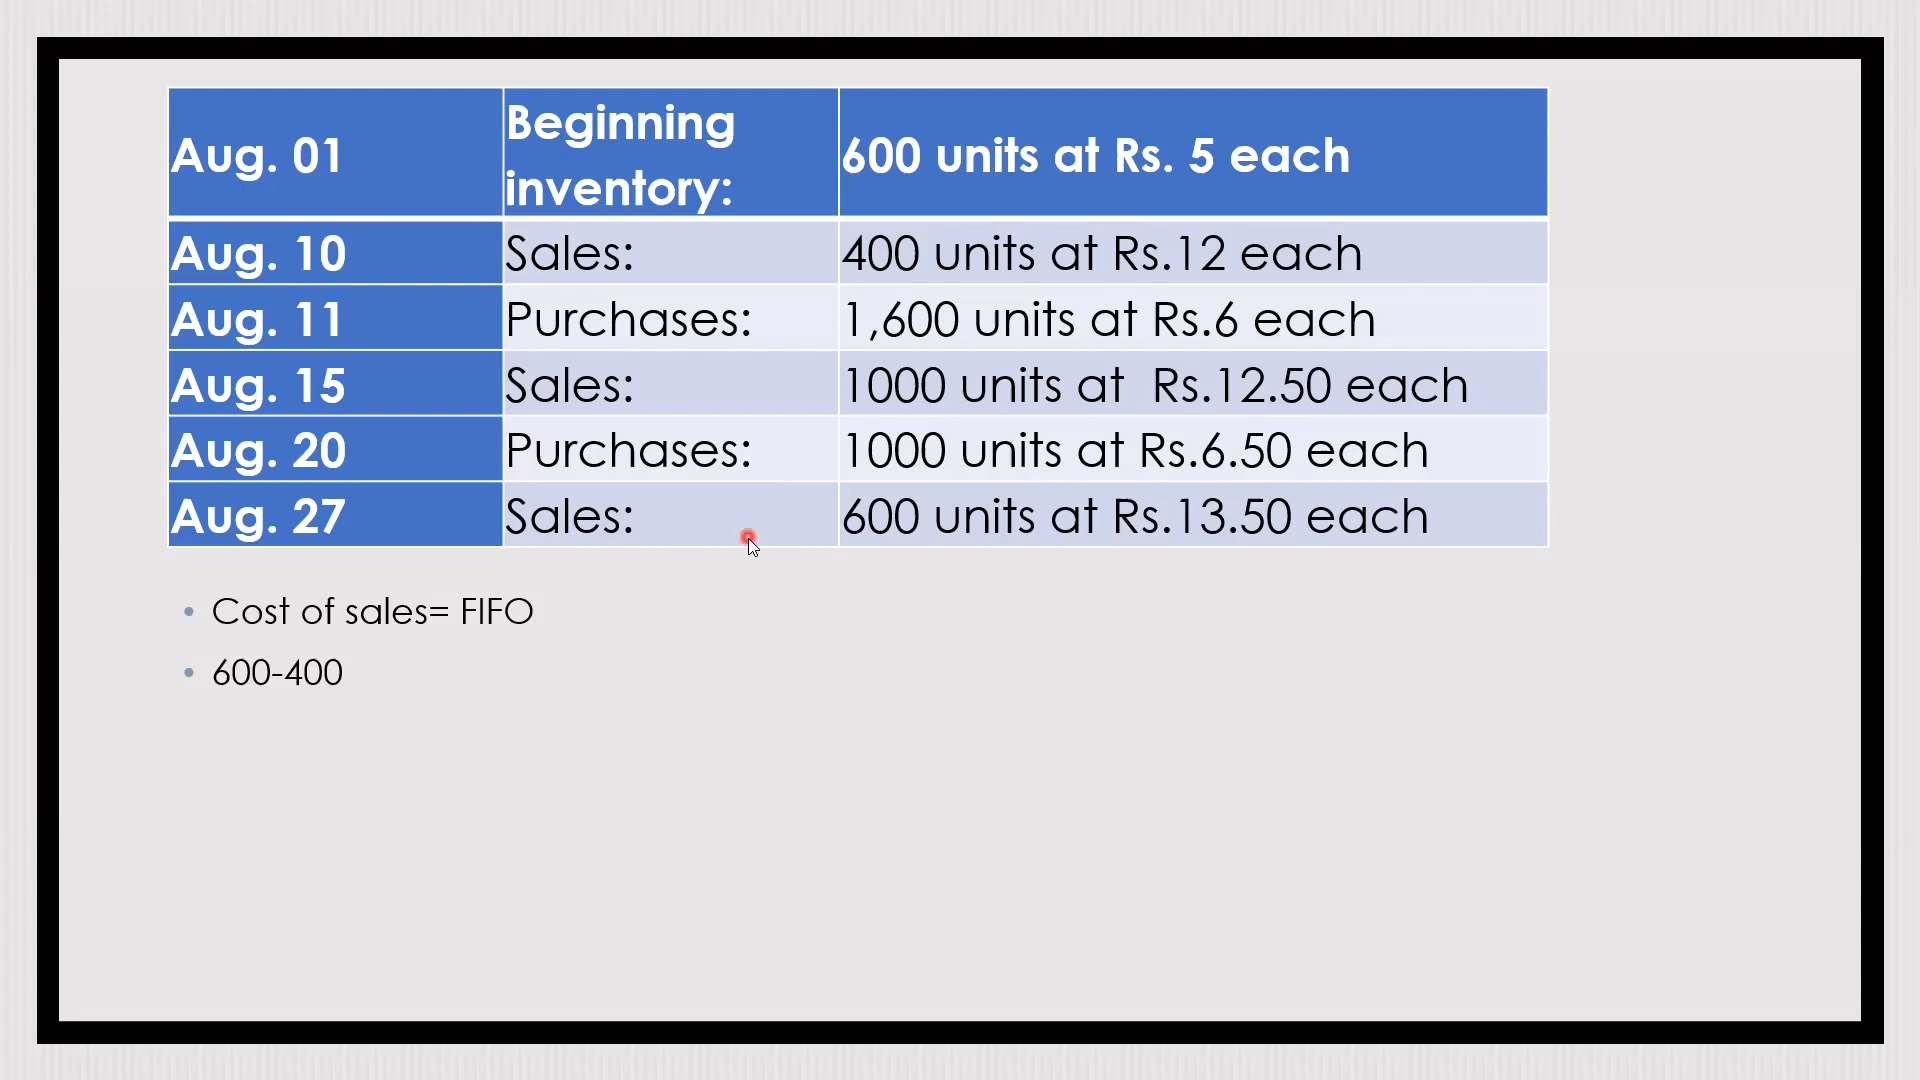 Aug. 01 Beginning inventory: 600 units at Rs. 5 each
Aug. 10 Sales: 400 units at Rs.12 each
Aug. 11 Purchases: 1,600 units at Rs.6 each
Aug. 15 Sales: 1000 units at Rs.12.50 each
Aug. 20 Purchases: 1000 units at Rs.6.50 each
Aug. 27 Sales: 600 units at Rs.13.50 each
• Cost of sales= FIFO
• 600-400